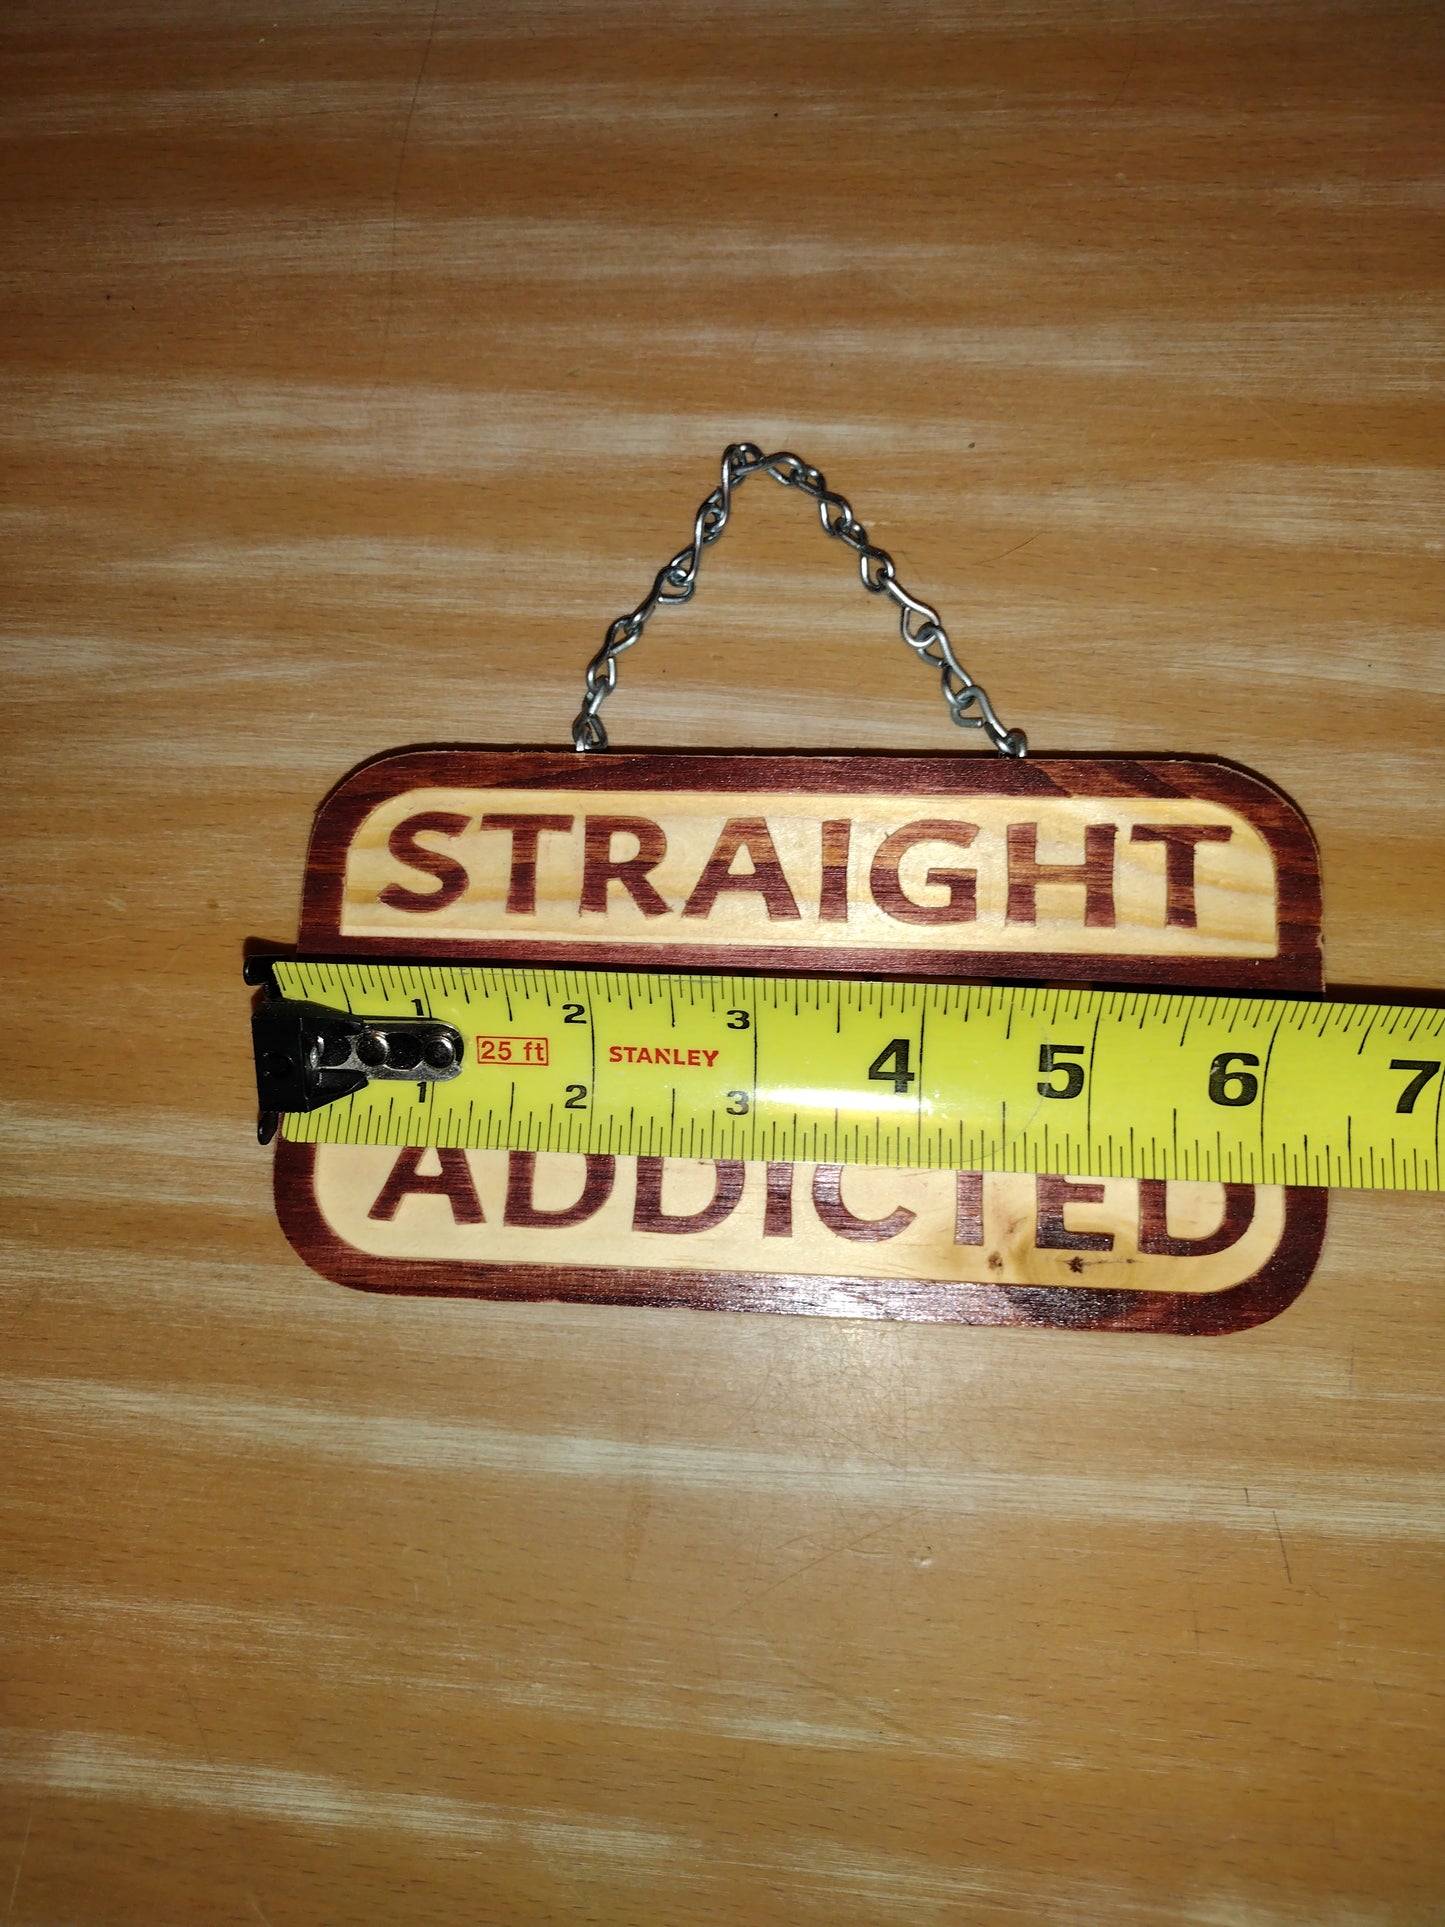 STRAIGHT
1 2 3
25 ft STANLEY 4 5 6 7
1 2 3
ADDICTED